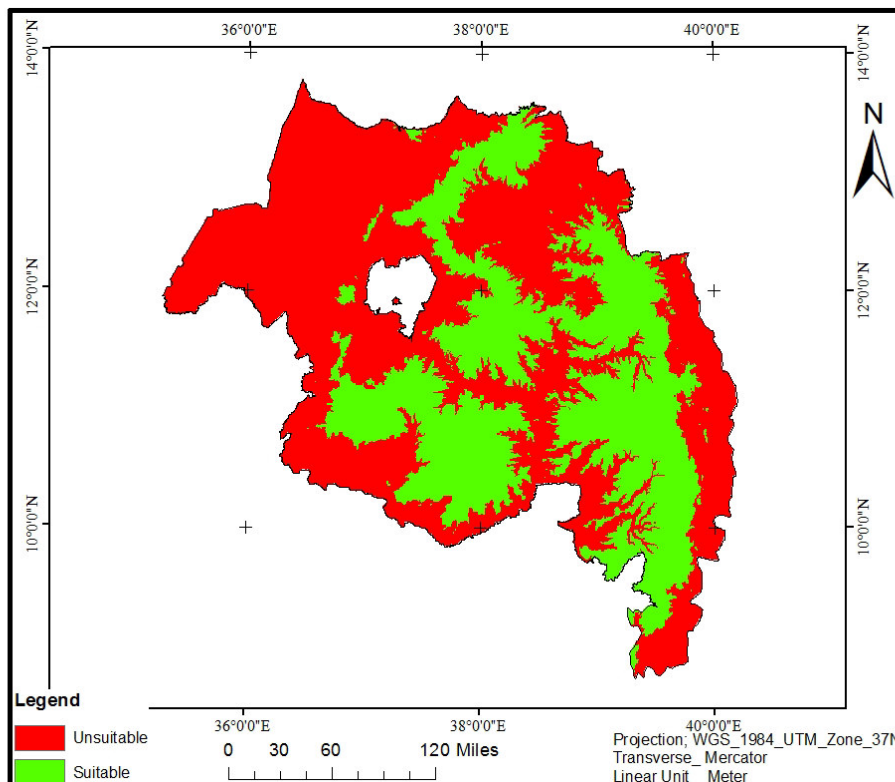 36°0'0"E 38°0'0"E 40°0'0"E
14°0'0"N 14°0'0"N
N
12°0'0"N 12°0'0"N
10°0'0"N 10°0'0"N
Legend
36°0'0"E 38°0'0"E 40°0'0"E
Unsuitable
Suitable
0 30 60 120 Miles
Projection; WGS_1984_UTM_Zone_37N
Transverse_ Mercator
Linear Unit_ Meter